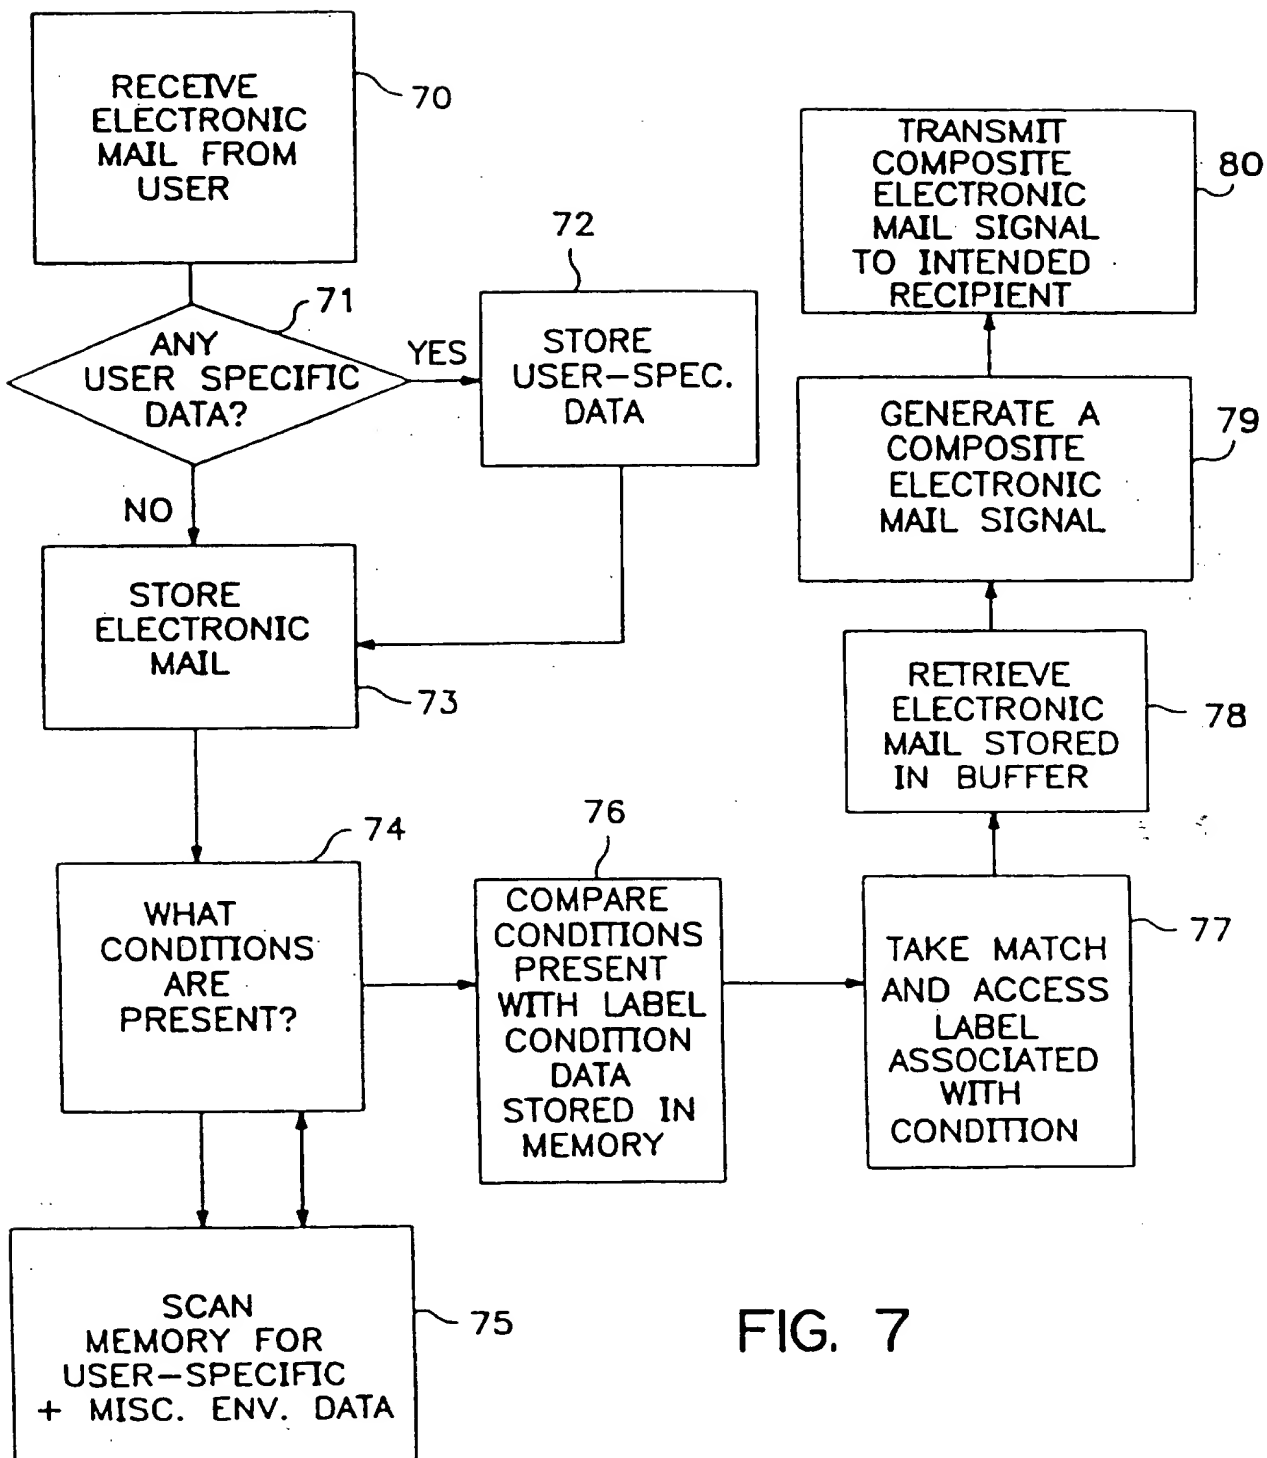 RECEIVE
ELECTRONIC
MAIL FROM
USER
70
ANY
USER SPECIFIC
DATA?
71
YES
NO
STORE
USER-SPEC.
DATA
72
STORE
ELECTRONIC
MAIL
73
WHAT
CONDITIONS
ARE
PRESENT?
74
SCAN
MEMORY FOR
USER-SPECIFIC
+ MISC. ENV. DATA
75
COMPARE
CONDITIONS
PRESENT
WITH LABEL
CONDITION
DATA
STORED IN
MEMORY
76
TAKE MATCH
AND ACCESS
LABEL
ASSOCIATED
WITH
CONDITION
77
RETRIEVE
ELECTRONIC
MAIL STORED
IN BUFFER
78
GENERATE A
COMPOSITE
ELECTRONIC
MAIL SIGNAL
79
TRANSMIT
COMPOSITE
ELECTRONIC
MAIL SIGNAL
TO INTENDED
RECIPIENT
80
FIG. 7